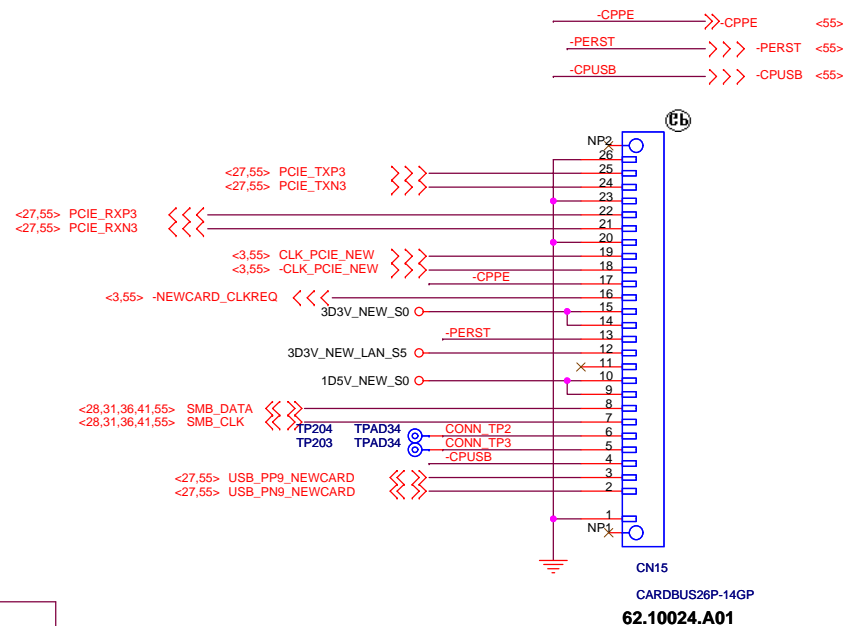 -CPPE -CPPE <55>
-PERST -PERST <55>
-CPUSB -CPUSB <55>
Cb
NP2
26
<27,55> PCIE_TXP3 25
<27,55> PCIE_TXN3 24
23
<27,55> PCIE_RXP3 22
<27,55> PCIE_RXN3 21
20
<3,55> CLK_PCIE_NEW 19
<3,55> -CLK_PCIE_NEW 18
-CPPE 17
<3,55> -NEWCARD_CLKREQ 16
3D3V_NEW_S0 15
14
-PERST 13
3D3V_NEW_LAN_S5 12
11
1D5V_NEW_S0 10
9
<28,31,36,41,55> SMB_DATA 8
<28,31,36,41,55> SMB_CLK 7
TP204 TPAD34 CONN_TP2 6
TP203 TPAD34 CONN_TP3 5
-CPUSB 4
<27,55> USB_PP9_NEWCARD 3
<27,55> USB_PN9_NEWCARD 2
1
NP1
CN15
CARDBUS26P-14GP
62.10024.A01